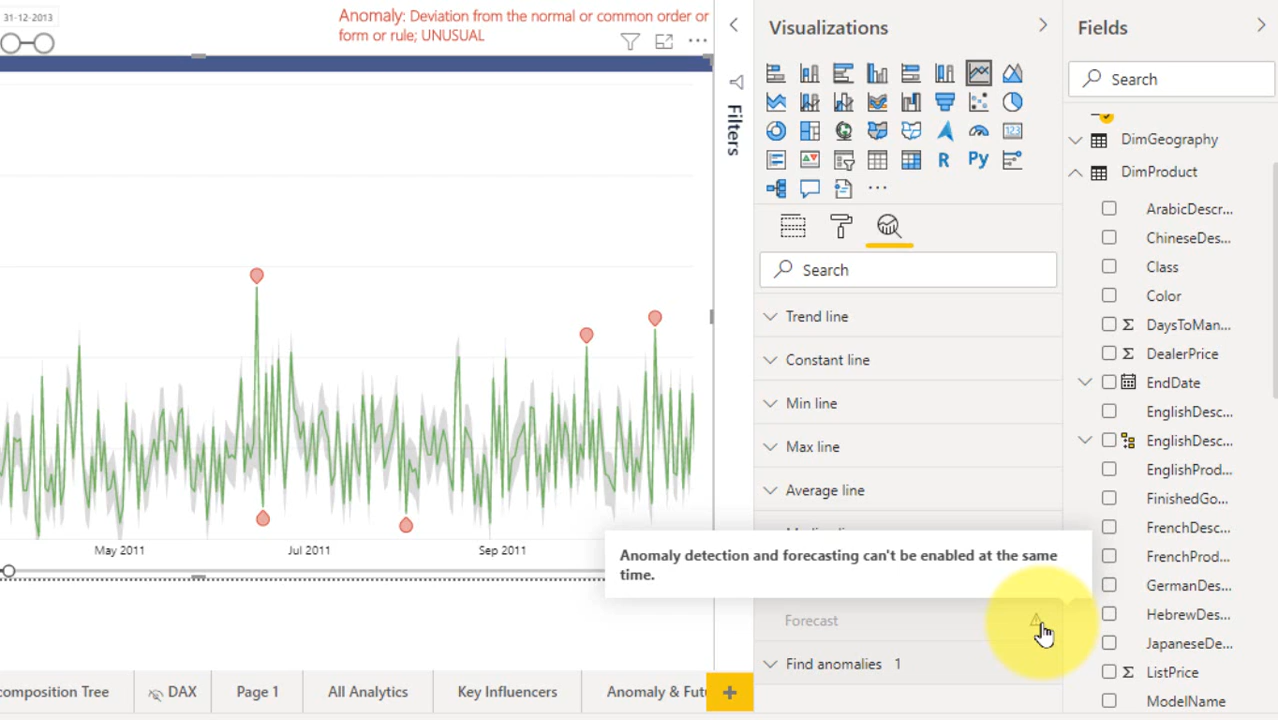 31-12-2013
Anomaly: Deviation from the normal or common order or
form or rule; UNUSUAL
May 2011
Jul 2011
Sep 2011
composition Tree
DAX
Page 1
All Analytics
Key Influencers
Anomaly & Fut
+
Filters
Visualizations
123
R
Py
Search
Trend line
Constant line
Min line
Max line
Average line
Anomaly detection and forecasting can't be enabled at the same
time.
Forecast
Find anomalies 1
Fields
Search
DimGeography
DimProduct
ArabicDescr...
ChineseDes...
Class
Color
Σ DaysToMan...
Σ DealerPrice
EndDate
EnglishDesc...
EnglishDesc...
EnglishProd...
FinishedGo...
FrenchDesc...
FrenchProd...
GermanDes...
HebrewDes...
JapaneseDe...
Σ ListPrice
ModelName